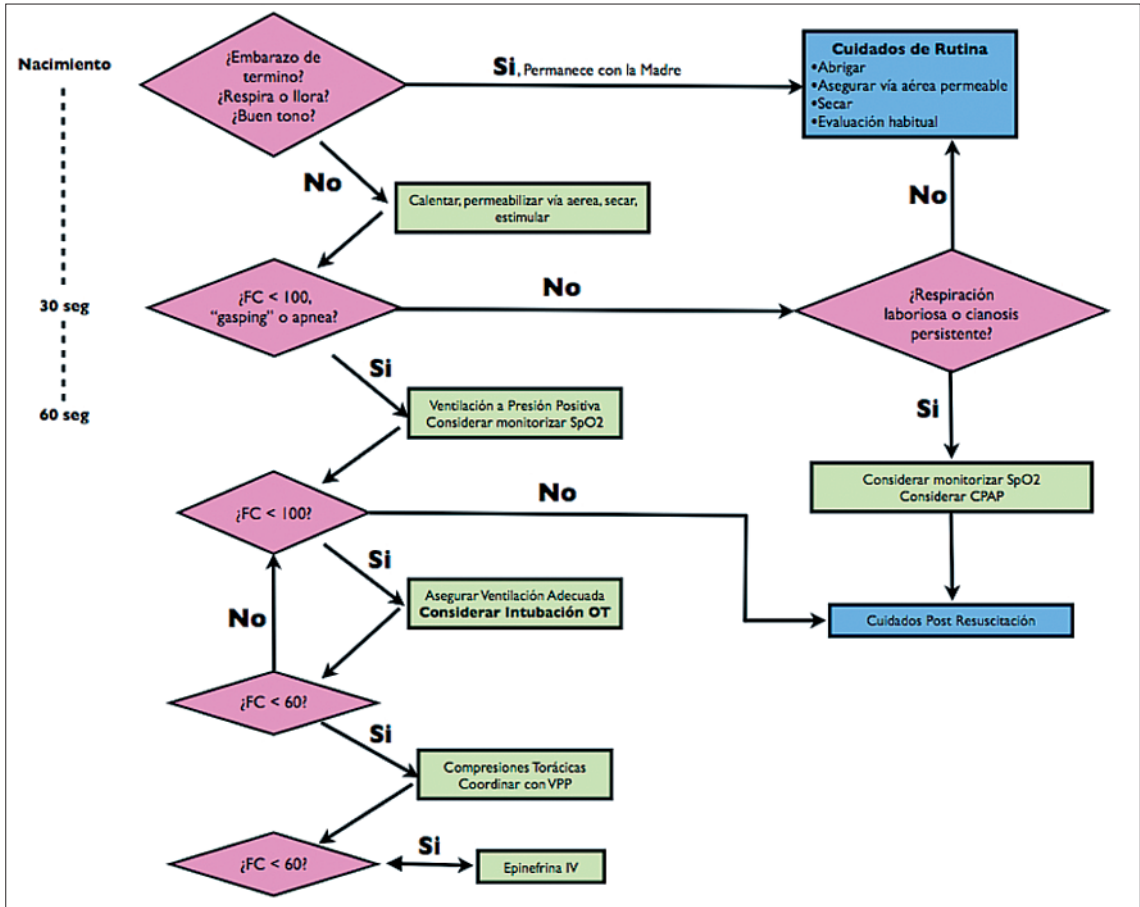 Nacimiento
¿Embarazo de
termino?
¿Respira o llora?
¿Buen tono?
Si, Permanece con la Madre
Cuidados de Rutina
•Abrigar
•Asegurar vía aérea permeable
•Secar
•Evaluación habitual
No
Calentar, permeabilizar vía aerea, secar,
estimular
No
30 seg
¿FC < 100,
"gasping" o apnea?
No
¿Respiración
laboriosa o cianosis
persistente?
Si
60 seg
Ventilación a Presión Positiva
Considerar monitorizar SpO2
Si
¿FC < 100?
No
Considerar monitorizar SpO2
Considerar CPAP
Si
Asegurar Ventilación Adecuada
Considerar Intubación OT
No
Cuidados Post Resuscitación
¿FC < 60?
Si
Compresiones Torácicas
Coordinar con VPP
¿FC < 60?
Si
Epinefrina IV